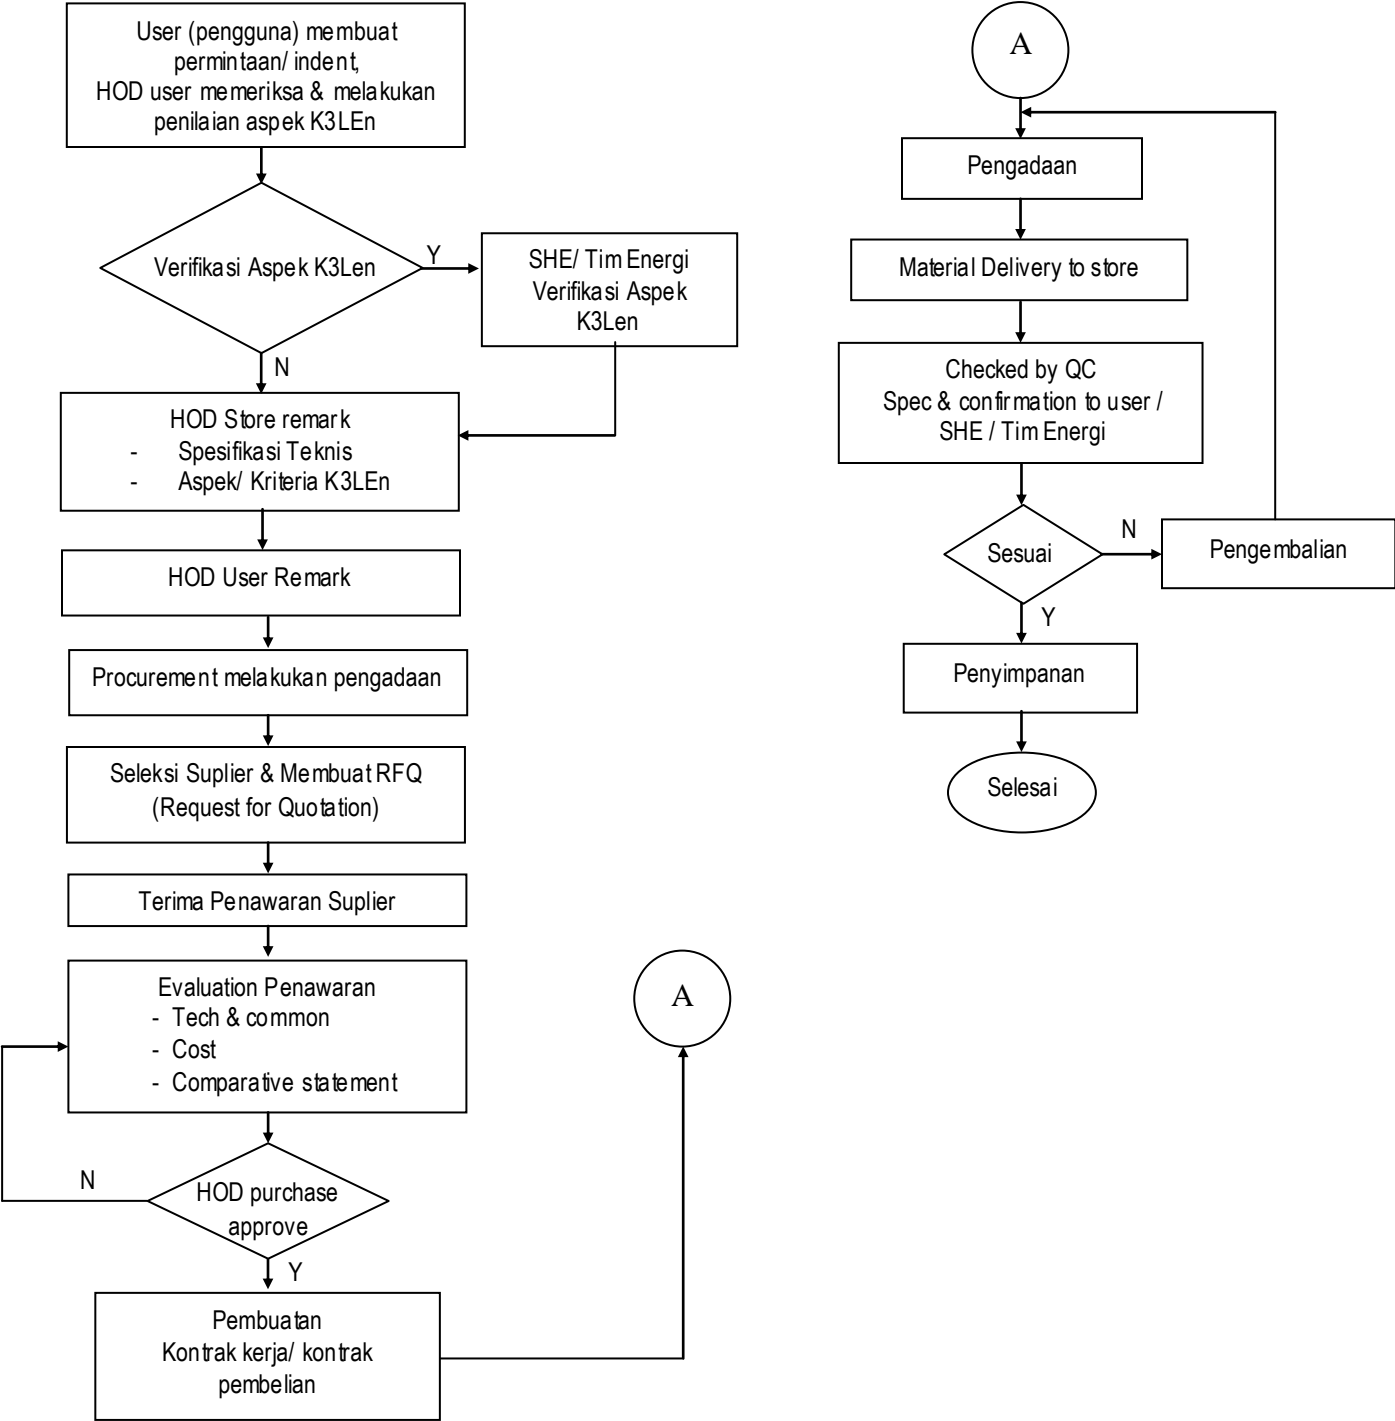 User (pengguna) membuat
permintaan/ indent,
HOD user memeriksa & melakukan
penilaian aspek K3LEn
Verifikasi Aspek K3Len
Y
SHE/ Tim Energi
Verifikasi Aspek
K3Len
N
HOD Store remark
- Spesifikasi Teknis
- Aspek/ Kriteria K3LEn
HOD User Remark
Procurement melakukan pengadaan
Seleksi Suplier & Membuat RFQ
(Request for Quotation)
Terima Penawaran Suplier
Evaluation Penawaran
- Tech & common
- Cost
- Comparative statement
N
HOD purchase
approve
Y
Pembuatan
Kontrak kerja/ kontrak
pembelian
A
A
Pengadaan
Material Delivery to store
Checked by QC
Spec & confirmation to user /
SHE / Tim Energi
Sesuai
N
Pengembalian
Y
Penyimpanan
Selesai